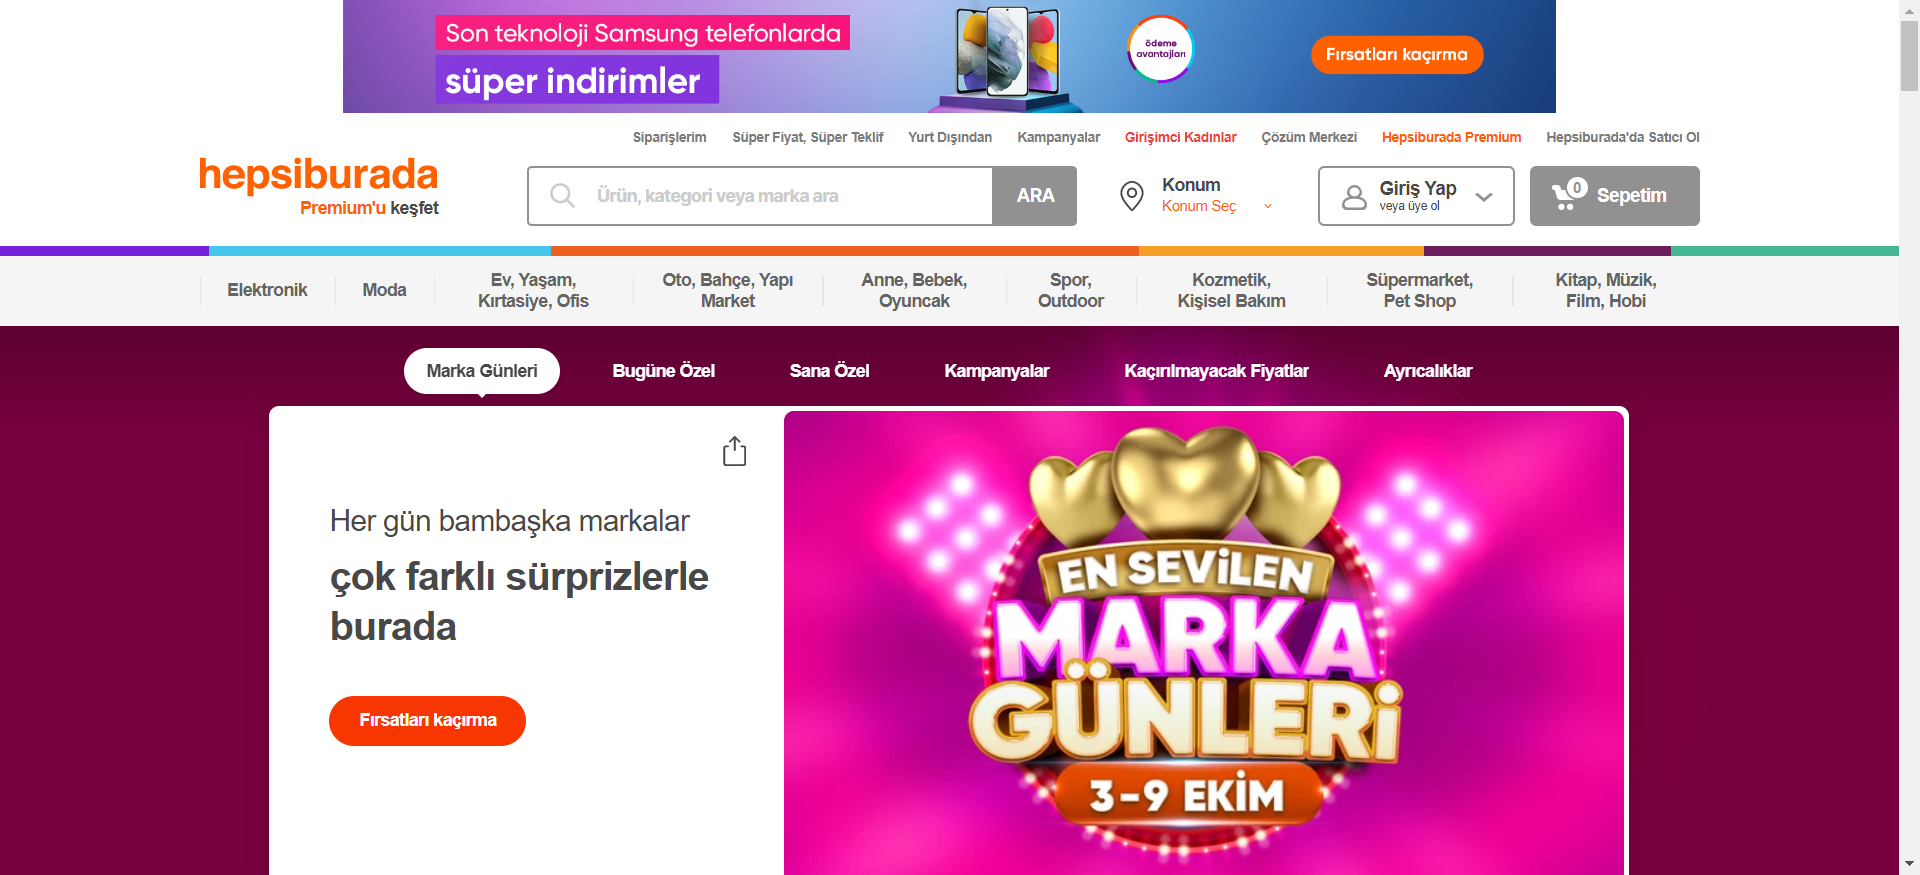 Son teknoloji Samsung telefonlarda
süper indirimler
ödeme
avantajları
Fırsatları kaçırma
Siparişlerim Süper Fiyat, Süper Teklif Yurt Dışından Kampanyalar Girişimci Kadınlar Çözüm Merkezi Hepsiburada Premium Hepsiburada'da Satıcı Ol
hepsiburada
Premium'u keşfet
Ürün, kategori veya marka ara
ARA
Konum
Konum Seç
Giriş Yap
veya üye ol
0
Sepetim
Elektronik
Moda
Ev, Yaşam,
Kırtasiye, Ofis
Oto, Bahçe, Yapı
Market
Anne, Bebek,
Oyuncak
Spor,
Outdoor
Kozmetik,
Kişisel Bakım
Süpermarket,
Pet Shop
Kitap, Müzik,
Film, Hobi
Marka Günleri Bugüne Özel Sana Özel Kampanyalar Kaçırılmayacak Fiyatlar Ayrıcalıklar
Her gün bambaşka markalar
çok farklı sürprizlerle
burada
Fırsatları kaçırma
EN SEVİLEN
MARKA
GÜNLERİ
3-9 EKİM